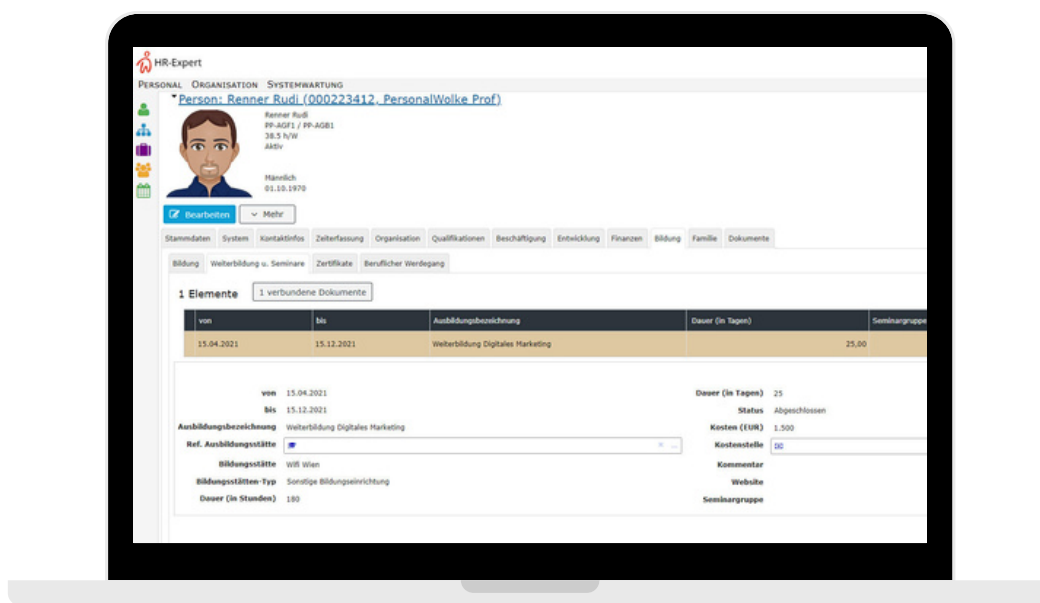 HR-Expert
PERSONAL ORGANISATION SYSTEMWARTUNG
Person: Renner Rudi (000223412, PersonalWolke Prof)
Renner Rudi
PP-AGF1 / PP-AGB1
38.5 h/W
Aktiv
Männlich
01.10.1970
Bearbeiten Mehr
Stammdaten System Kontaktinfos Zeiterfassung Organisation Qualifikationen Beschäftigung Entwicklung Finanzen Bildung Familie Dokumente
Bildung Weiterbildung u. Seminare Zertifikate Beruflicher Werdegang
1 Elemente 1 verbundene Dokumente
von bis Ausbildungsbezeichnung Dauer (in Tagen) Seminargruppe
15.04.2021 15.12.2021 Weiterbildung Digitales Marketing 25,00
von 15.04.2021 Dauer (in Tagen) 25
bis 15.12.2021 Status Abgeschlossen
Ausbildungsbezeichnung Weiterbildung Digitales Marketing Kosten (EUR) 1.500
Ref. Ausbildungsstätte Kostenstelle
Bildungsstätte Wifi Wien Kommentar
Bildungsstätten-Typ Sonstige Bildungseinrichtung Website
Dauer (in Stunden) 180 Seminargruppe